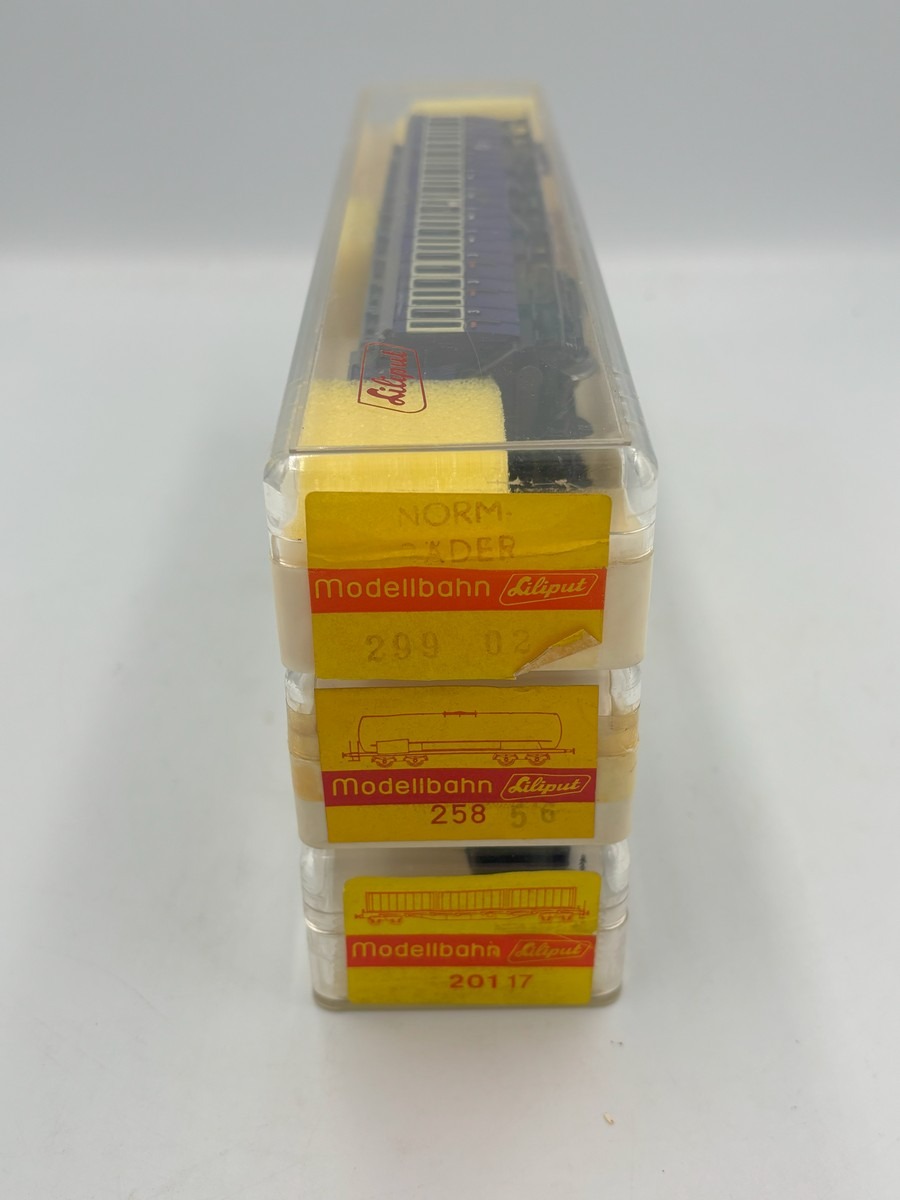 Liliput
NORM-
RÄDER
Modellbahn Liliput
299 02
Modellbahn Liliput
258 56
Modellbahn Liliput
201 17